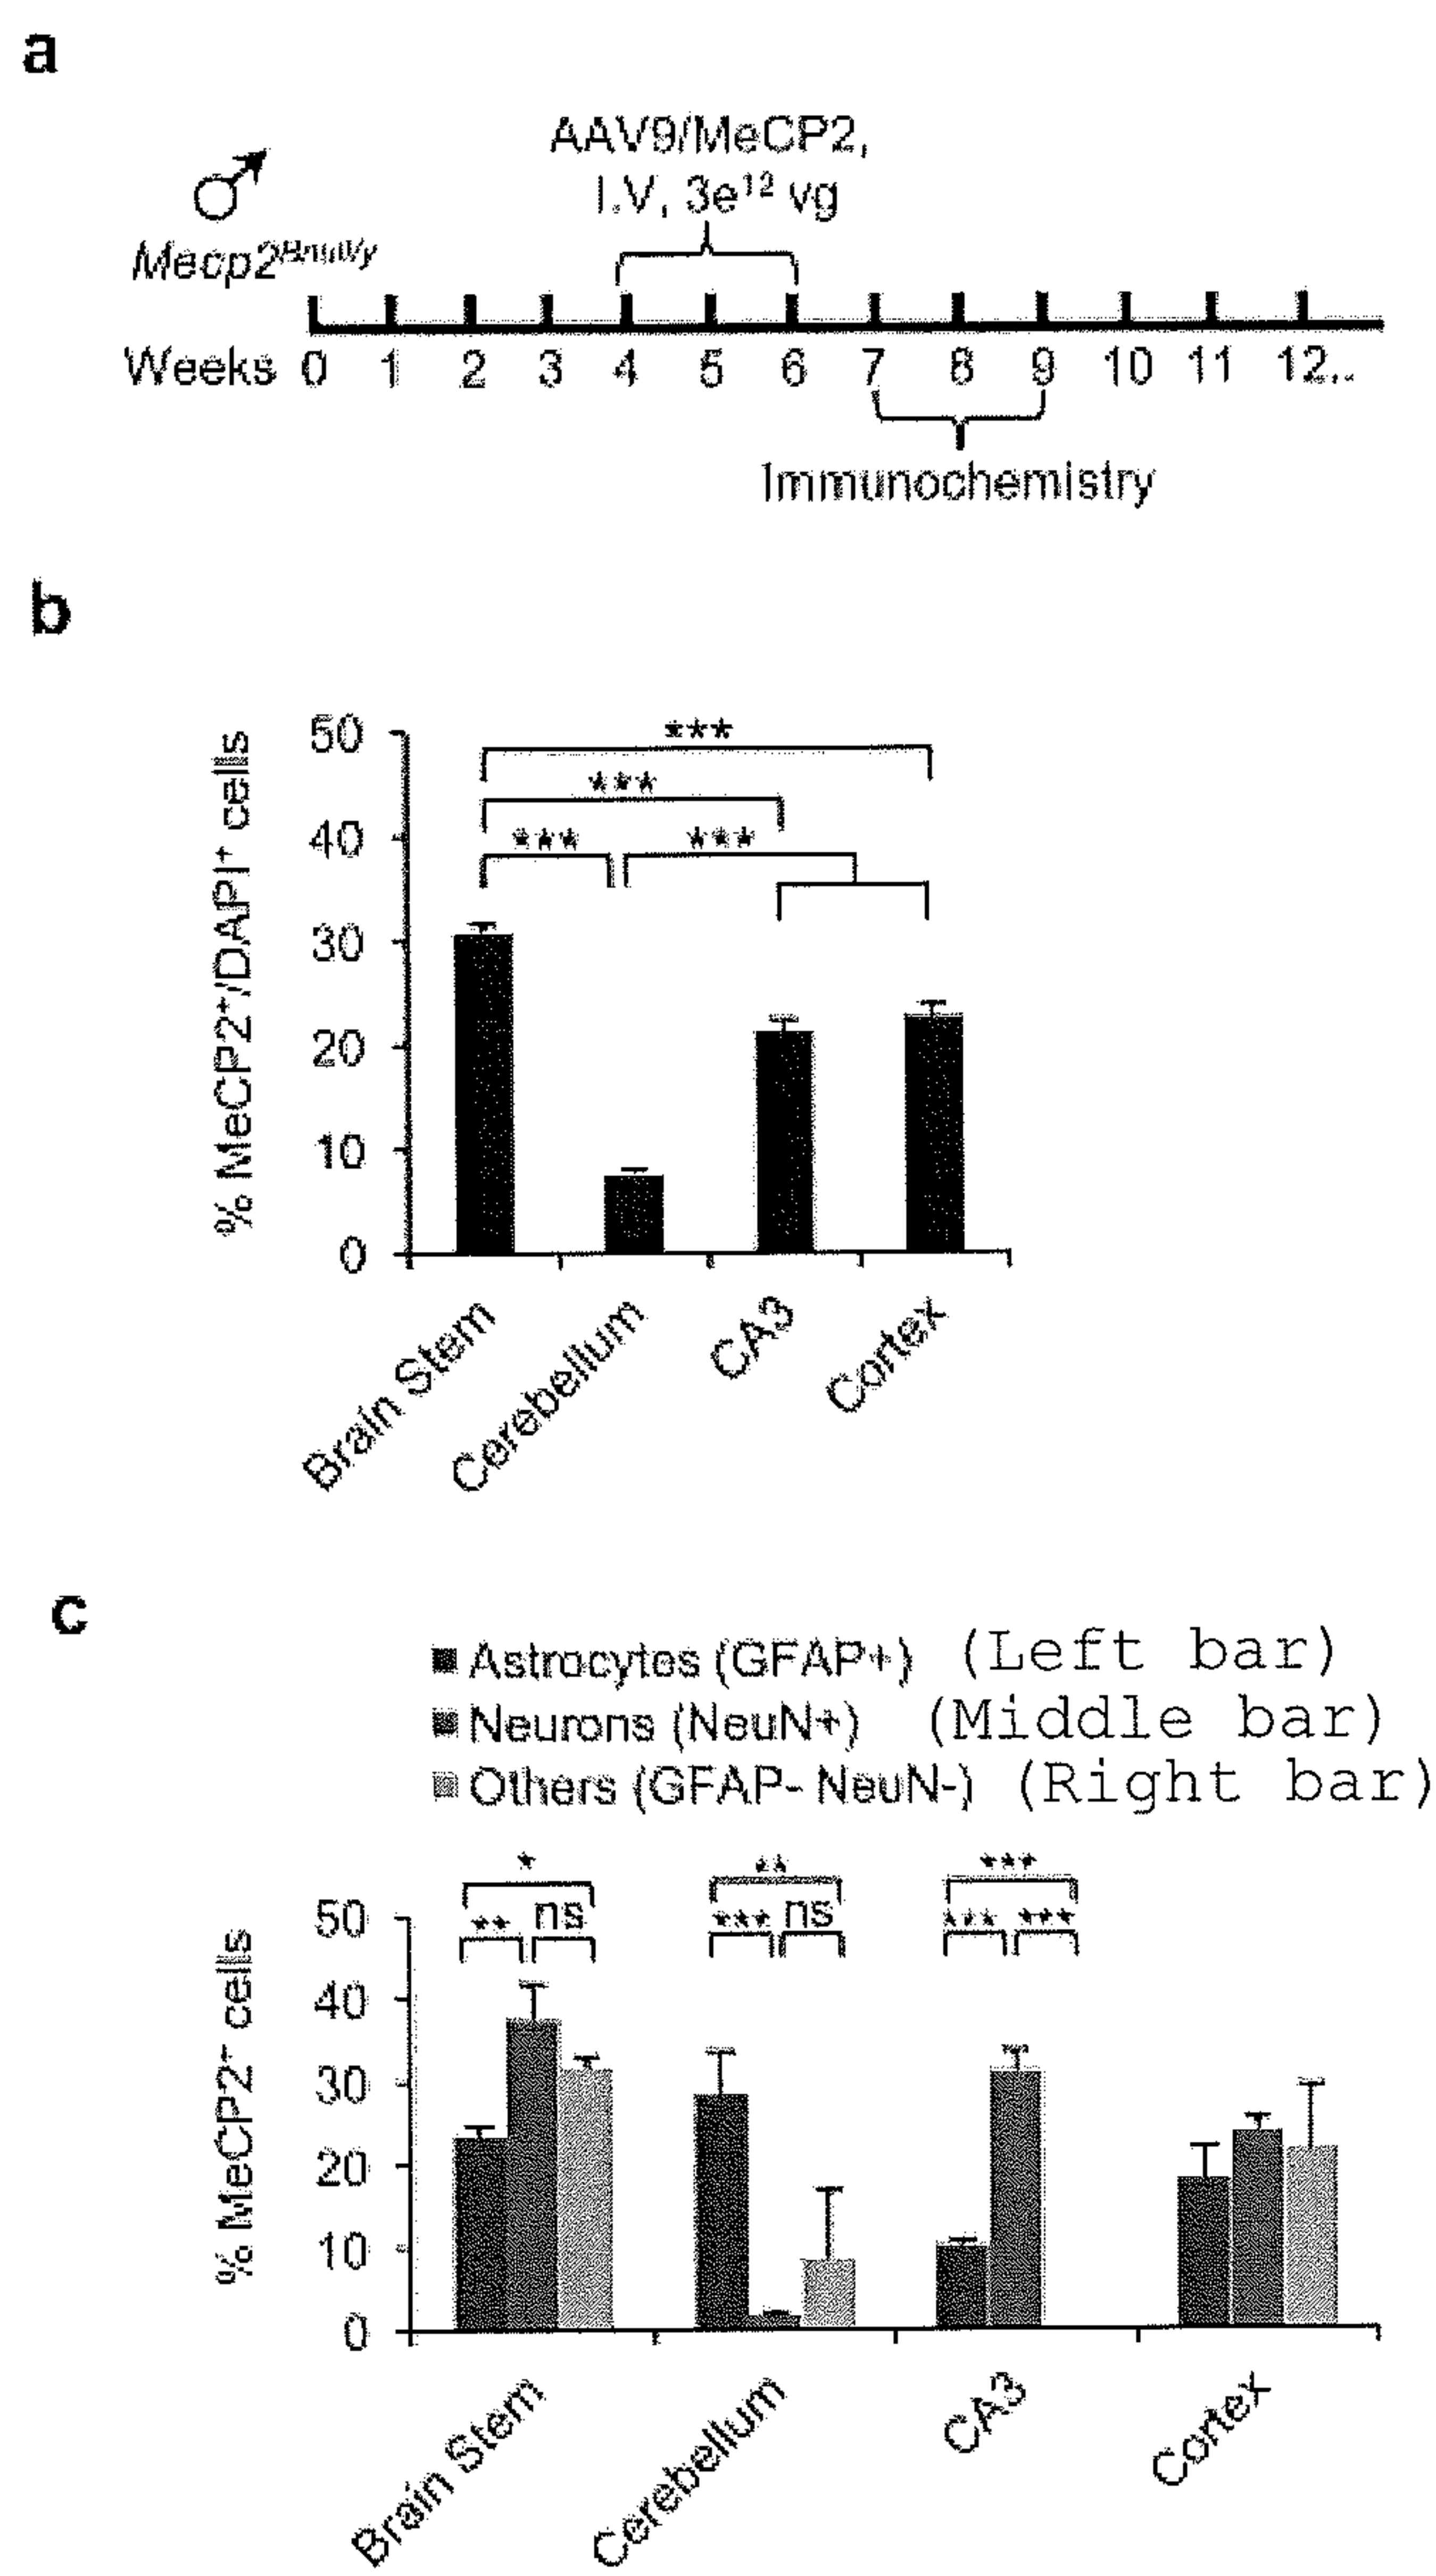 a
AAV9/MeCP2,
I.V, 3e¹² vg
Weeks 0 1 2 3 4 5 6 7 8 9 10 11 12..
Immunochemistry
b
% MeCP2⁺/DAPI⁺ cells
50
40
30
20
10
0
***
***
*** ***
Brain Stem
Cerebellum
CA3
Cortex
c
Astrocytes (GFAP+) (Left bar)
Neurons (NeuN+) (Middle bar)
Others (GFAP- NeuN-) (Right bar)
% MeCP2⁺ cells
50
40
30
20
10
0
* ** ***
** ns *** ns *** ***
Brain Stem
Cerebellum
CA3
Cortex